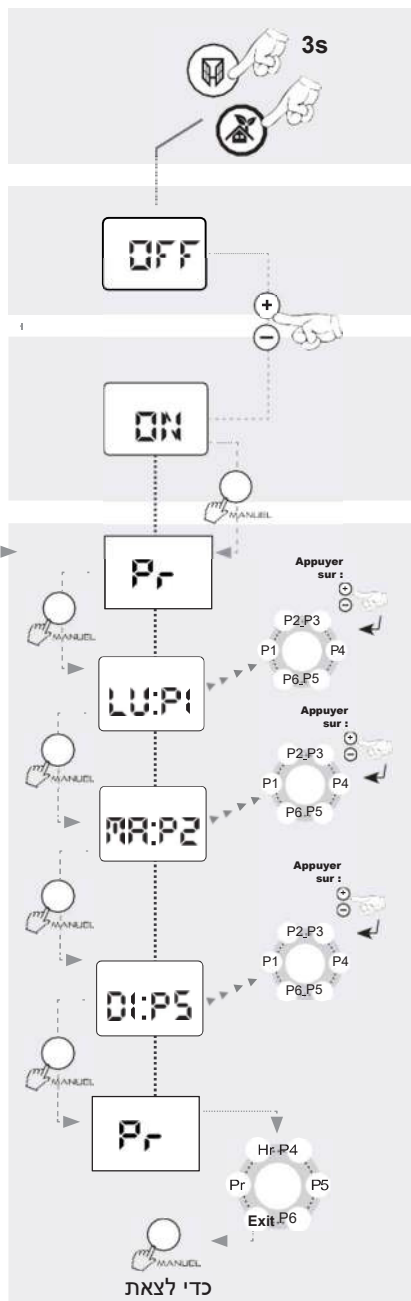 3s
OFF
+
−
ON
MANUEL
Pr
Appuyer
sur :
+
−
MANUEL
P2 P3
P1 P4
P6 P5
LU:P1
Appuyer
sur :
+
−
MANUEL
P2 P3
P1 P4
P6 P5
MA:P2
Appuyer
sur :
+
−
MANUEL
P2 P3
P1 P4
P6 P5
DI:P5
MANUEL
Pr
Hr P4
Pr P5
Exit P6
MANUEL
כדי לצאת